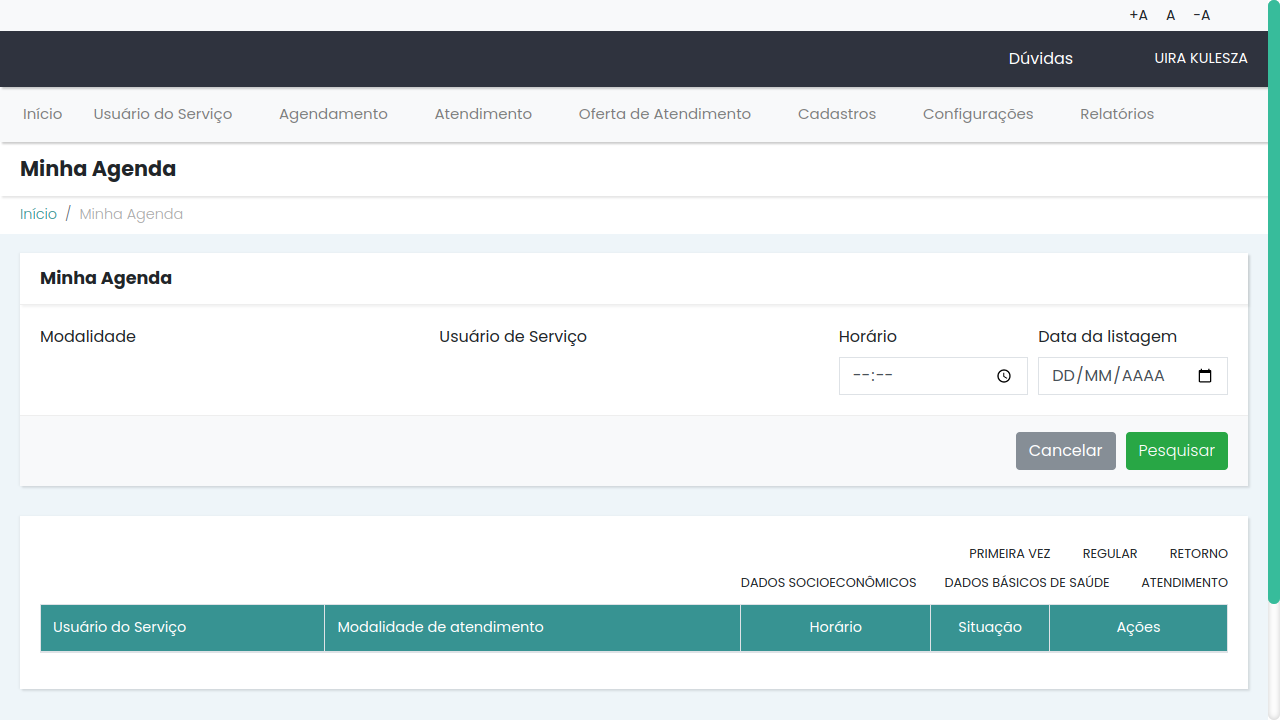 +A A -A
Dúvidas UIRA KULESZA
Início Usuário do Serviço Agendamento Atendimento Oferta de Atendimento Cadastros Configurações Relatórios
Minha Agenda
Início / Minha Agenda
Minha Agenda
Modalidade Usuário de Serviço Horário Data da listagem
--:-- DD/MM/AAAA
Cancelar Pesquisar
PRIMEIRA VEZ REGULAR RETORNO
DADOS SOCIOECONÔMICOS DADOS BÁSICOS DE SAÚDE ATENDIMENTO
Usuário do Serviço Modalidade de atendimento Horário Situação Ações